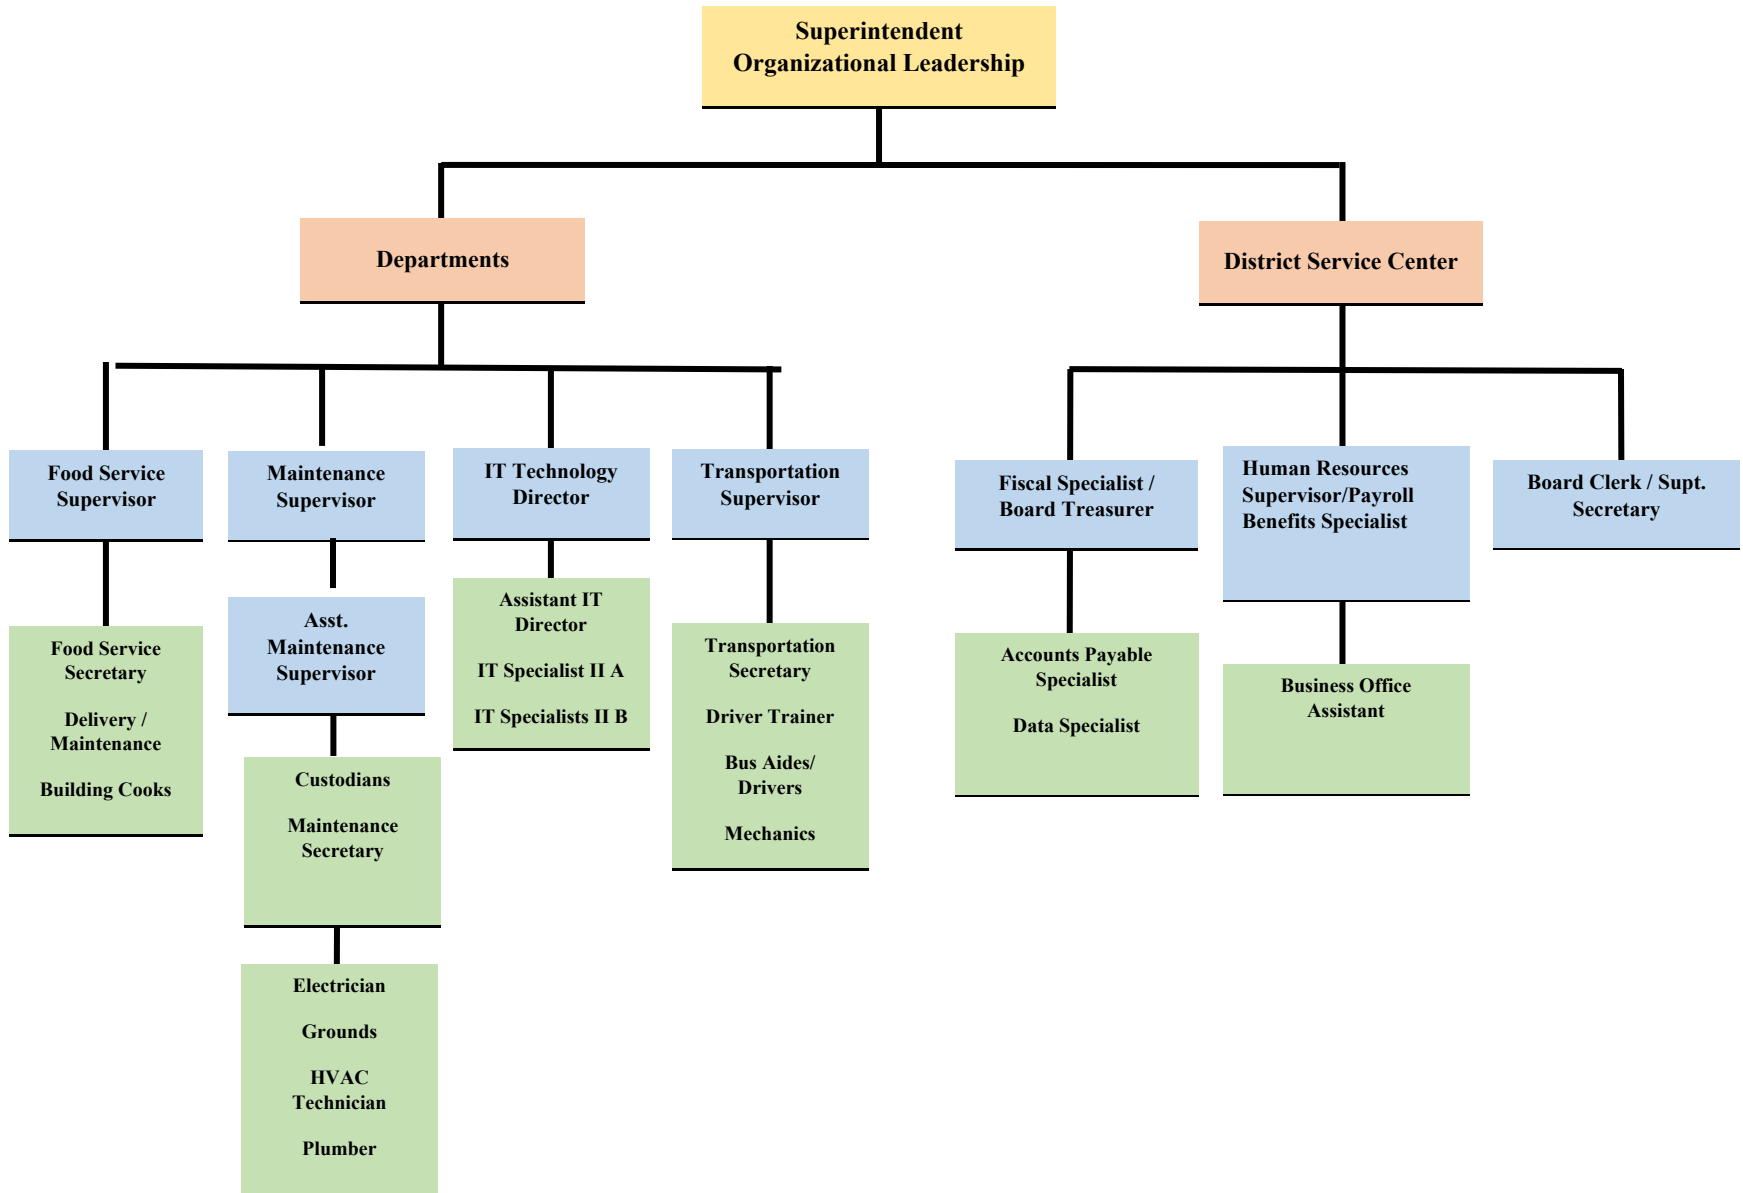 Superintendent
Organizational Leadership
Departments
District Service Center
Food Service
Supervisor
Maintenance
Supervisor
IT Technology
Director
Transportation
Supervisor
Fiscal Specialist /
Board Treasurer
Human Resources
Supervisor/Payroll
Benefits Specialist
Board Clerk / Supt.
Secretary
Food Service
Secretary
Delivery /
Maintenance
Building Cooks
Asst.
Maintenance
Supervisor
Custodians
Maintenance
Secretary
Electrician
Grounds
HVAC
Technician
Plumber
Assistant IT
Director
IT Specialist II A
IT Specialists II B
Transportation
Secretary
Driver Trainer
Bus Aides/
Drivers
Mechanics
Accounts Payable
Specialist
Data Specialist
Business Office
Assistant